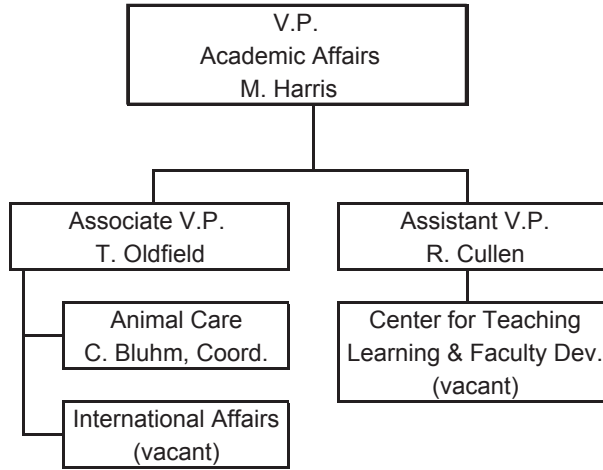 V.P.
Academic Affairs
M. Harris
Associate V.P.
T. Oldfield
Assistant V.P.
R. Cullen
Animal Care
C. Bluhm, Coord.
Center for Teaching
Learning & Faculty Dev.
(vacant)
International Affairs
(vacant)